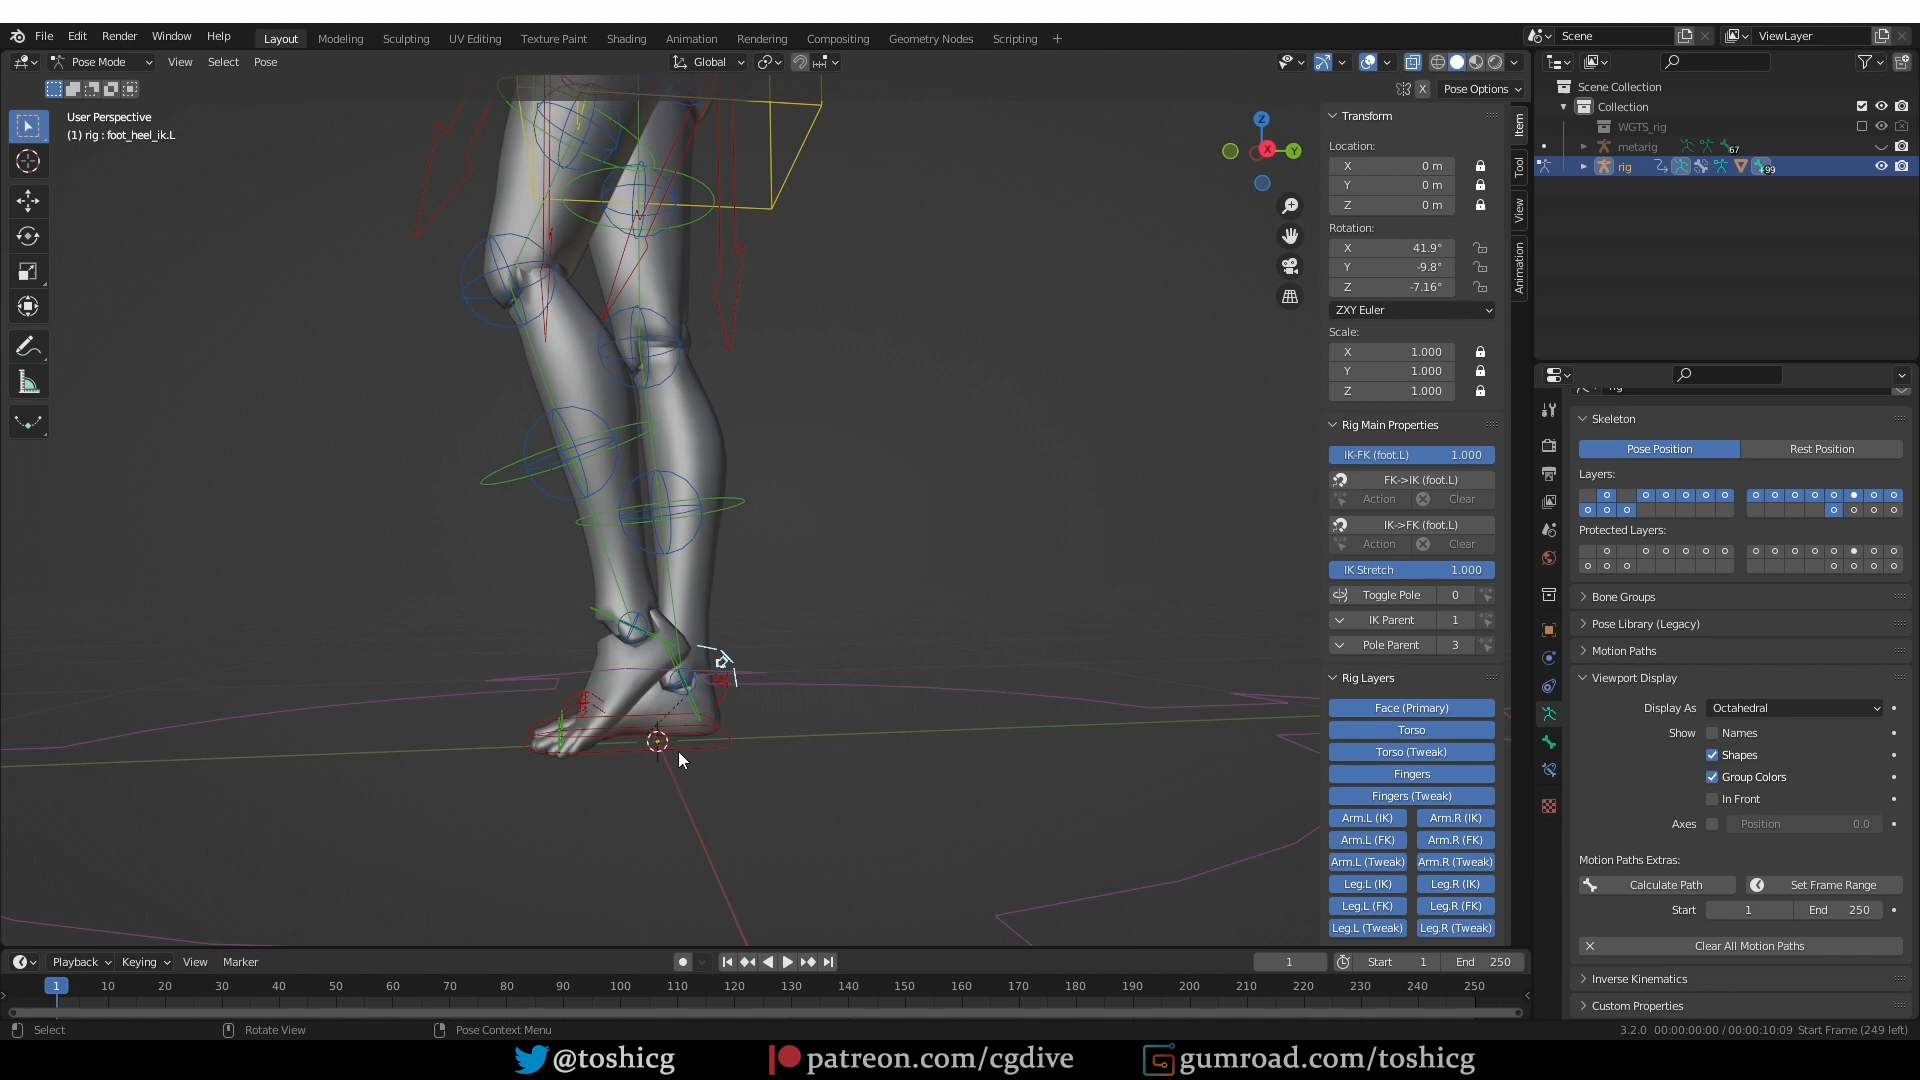 File Edit Render Window Help Layout Modeling Sculpting UV Editing Texture Paint Shading Animation Rendering Compositing Geometry Nodes Scripting + Scene ViewLayer
Pose Mode View Select Pose Global
X Pose Options
User Perspective
(1) rig : foot_heel_ik.L
Z
X
Y
Item
Tool
View
Animation
Transform
Location:
X 0 m
Y 0 m
Z 0 m
Rotation:
X 41.9°
Y -9.8°
Z -7.16°
ZXY Euler
Scale:
X 1.000
Y 1.000
Z 1.000
Rig Main Properties
IK-FK (foot.L) 1.000
FK->IK (foot.L)
Action Clear
IK->FK (foot.L)
Action Clear
IK Stretch 1.000
Toggle Pole 0
IK Parent 1
Pole Parent 3
Rig Layers
Face (Primary)
Torso
Torso (Tweak)
Fingers
Fingers (Tweak)
Arm.L (IK) Arm.R (IK)
Arm.L (FK) Arm.R (FK)
Arm.L (Tweak) Arm.R (Tweak)
Leg.L (IK) Leg.R (IK)
Leg.L (FK) Leg.R (FK)
Leg.L (Tweak) Leg.R (Tweak)
Scene Collection
Collection
WGTS_rig
metarig 67
rig +99
Skeleton
Pose Position Rest Position
Layers:
Protected Layers:
Bone Groups
Pose Library (Legacy)
Motion Paths
Viewport Display
Display As Octahedral
Show Names
Shapes
Group Colors
In Front
Axes Position 0.0
Motion Paths Extras:
Calculate Path Set Frame Range
Start 1 End 250
Clear All Motion Paths
Inverse Kinematics
Custom Properties
Playback Keying View Marker 1 Start 1 End 250
1 10 20 30 40 50 60 70 80 90 100 110 120 130 140 150 160 170 180 190 200 210 220 230 240 250
Select Rotate View Pose Context Menu 3.2.0 00:00:00:00 / 00:00:10:09 Start Frame (249 left)
@toshicg patreon.com/cgdive gumroad.com/toshicg